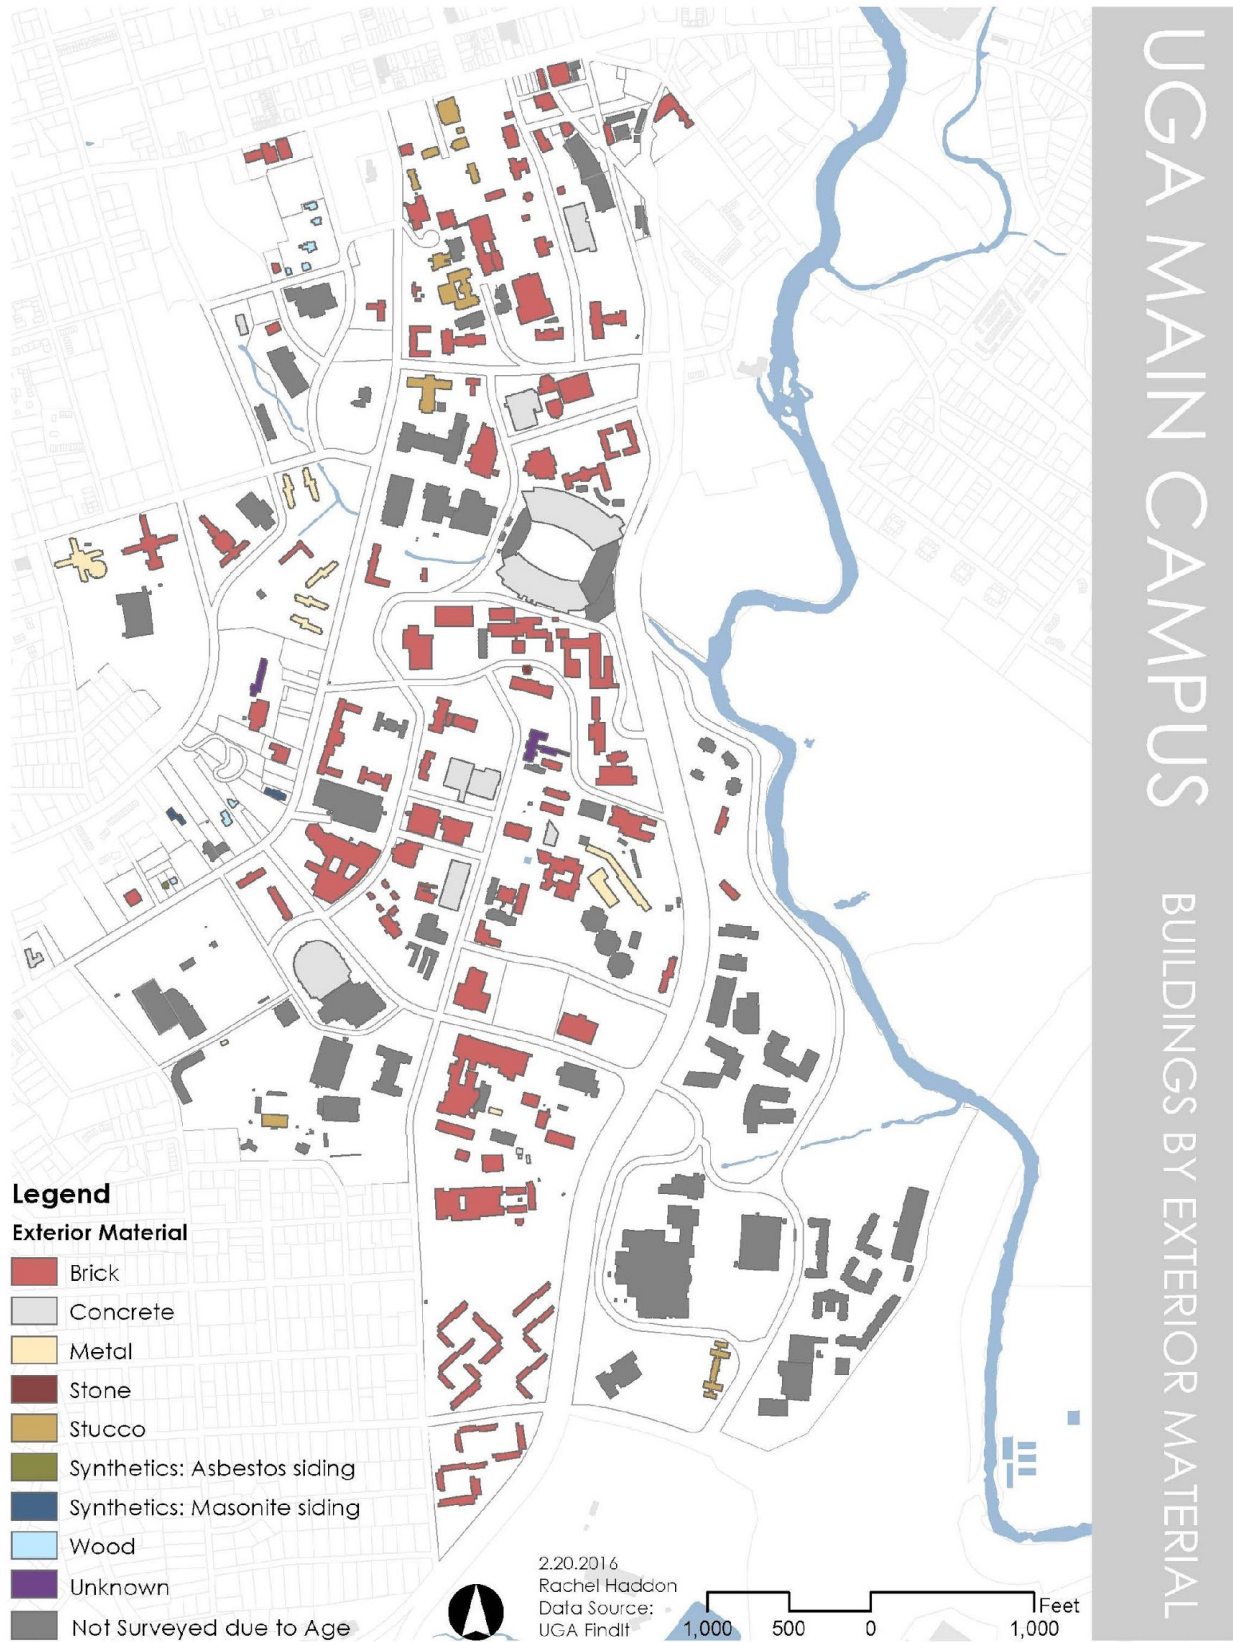 UGA MAIN CAMPUS BUILDINGS BY EXTERIOR MATERIAL
Legend
Exterior Material
Brick
Concrete
Metal
Stone
Stucco
Synthetics: Asbestos siding
Synthetics: Masonite siding
Wood
Unknown
Not Surveyed due to Age
2.20.2016
Rachel Haddon
Data Source:
UGA FindIt
Feet
1,000 500 0 1,000